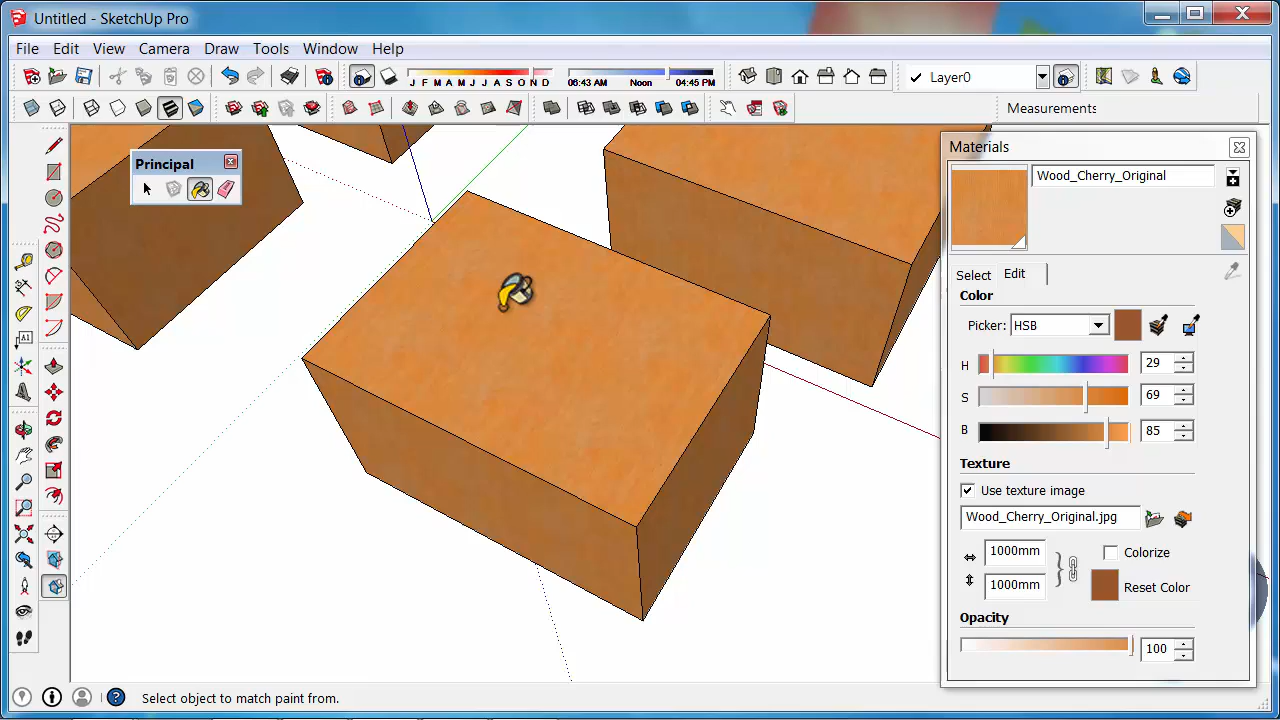 Untitled - SketchUp Pro
File Edit View Camera Draw Tools Window Help
J F M A M J J A S O N D
06:43 AM Noon 04:45 PM
✓ Layer0
Measurements
Principal
Materials
Wood_Cherry_Original
Select Edit
Color
Picker: HSB
H 29
S 69
B 85
Texture
Use texture image
Wood_Cherry_Original.jpg
1000mm
Colorize
1000mm
Reset Color
Opacity
100
A1
Select object to match paint from.